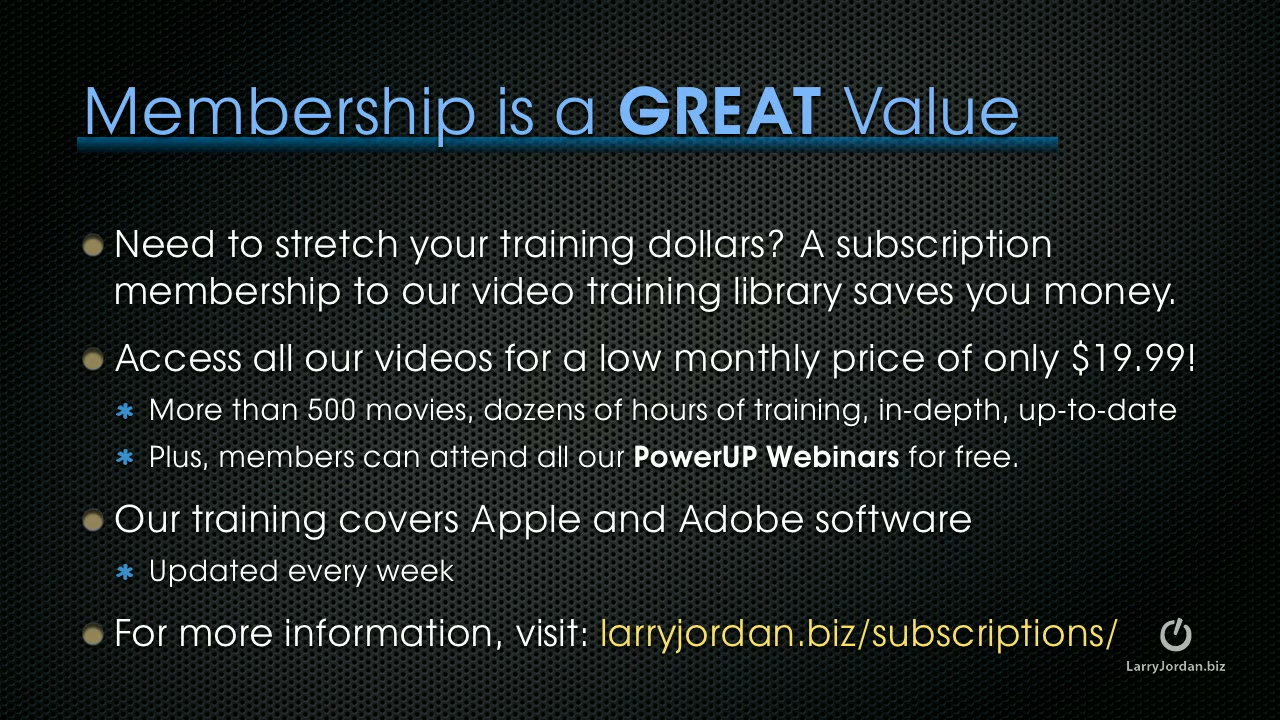 Membership is a GREAT Value
Need to stretch your training dollars? A subscription
membership to our video training library saves you money.
Access all our videos for a low monthly price of only $19.99!
More than 500 movies, dozens of hours of training, in-depth, up-to-date
Plus, members can attend all our PowerUP Webinars for free.
Our training covers Apple and Adobe software
Updated every week
For more information, visit: larryjordan.biz/subscriptions/
LarryJordan.biz